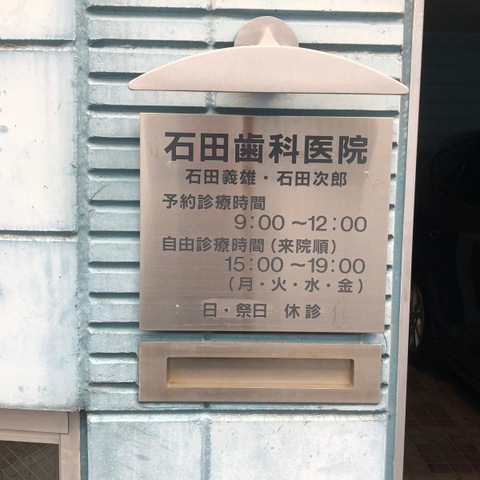 石田歯科医院
石田義雄・石田次郎
予約診療時間
9:00～12:00
自由診療時間(来院順)
15:00～19:00
(月・火・水・金)
日・祭日 休診